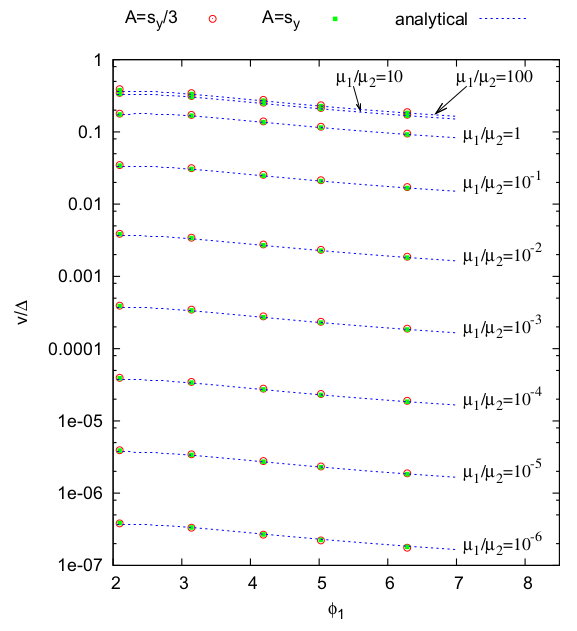 A=s_y/3 A=s_y analytical
1
μ₁/μ₂=10 μ₁/μ₂=100
0.1
μ₁/μ₂=1
μ₁/μ₂=10⁻¹
0.01
μ₁/μ₂=10⁻²
0.001
μ₁/μ₂=10⁻³
v/Δ
0.0001
μ₁/μ₂=10⁻⁴
1e-05
μ₁/μ₂=10⁻⁵
1e-06
μ₁/μ₂=10⁻⁶
1e-07
2 3 4 5 6 7 8
ϕ₁